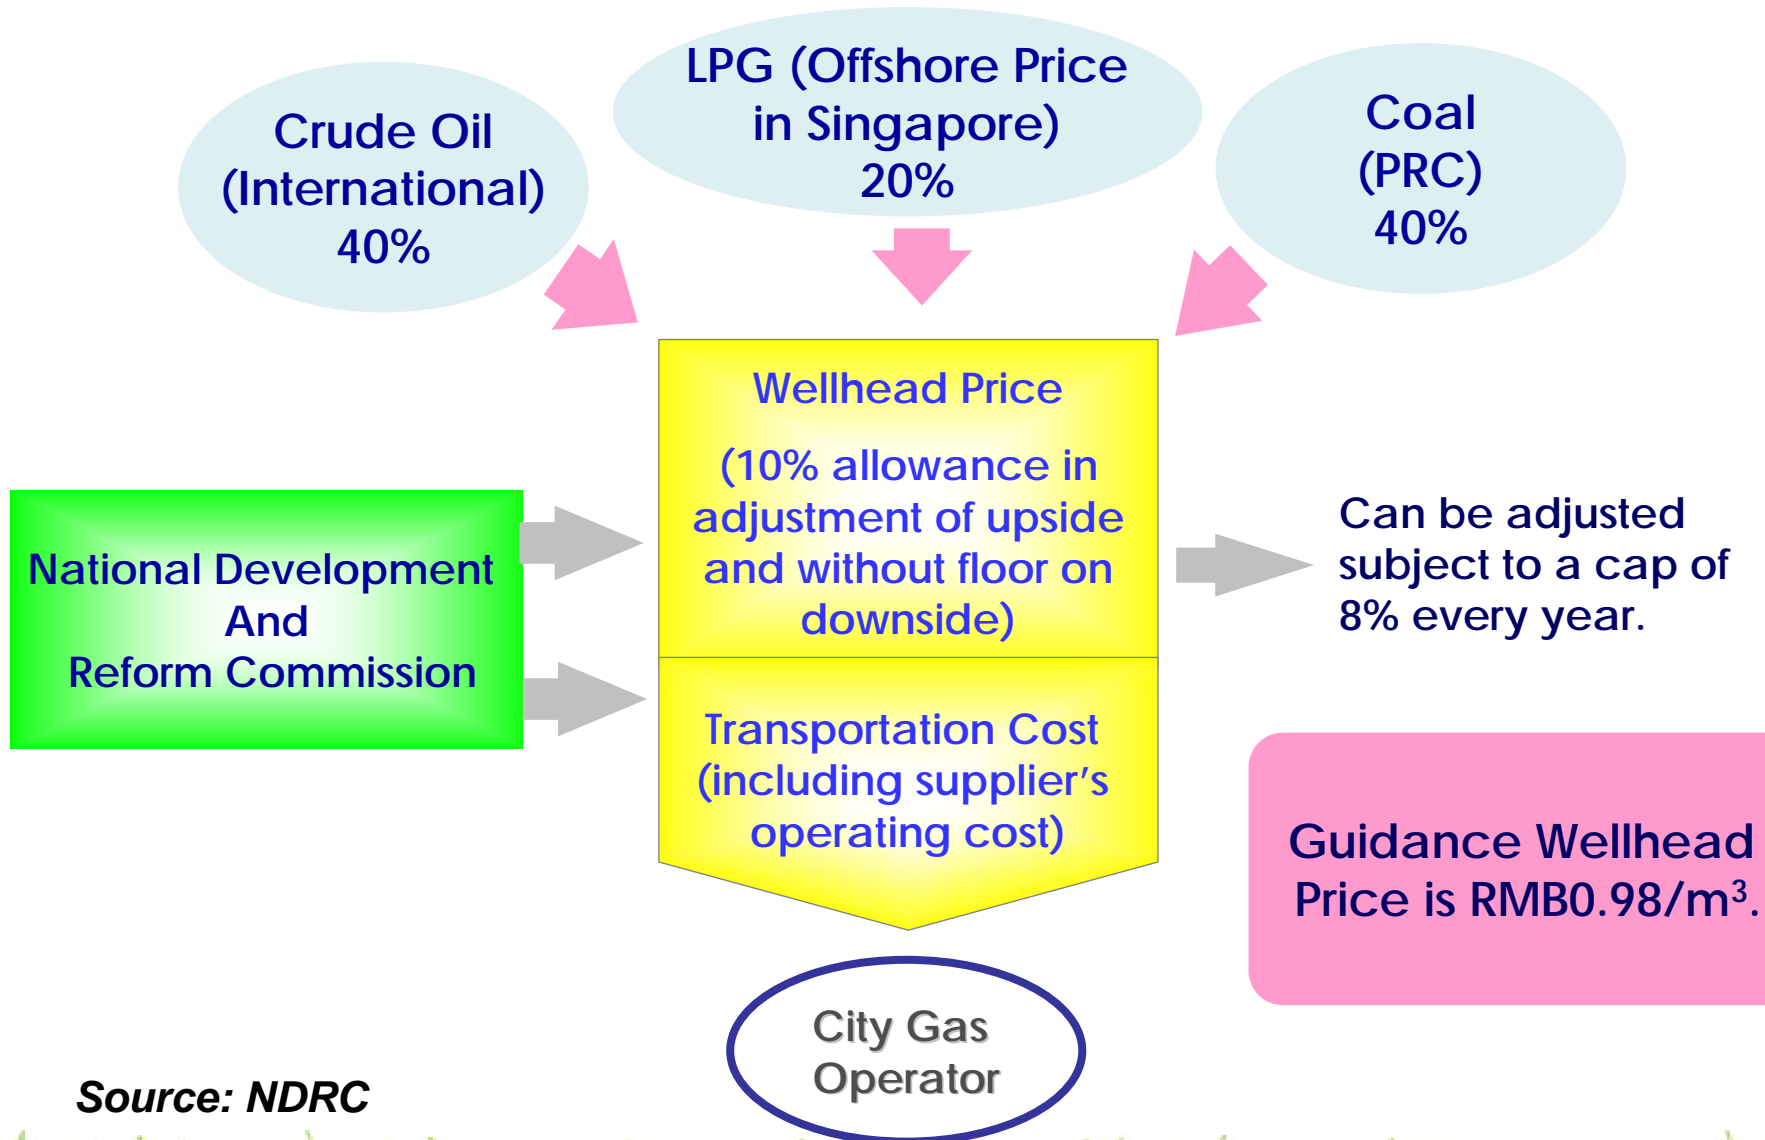 Crude Oil
(International)
40%
LPG (Offshore Price
in Singapore)
20%
Coal
(PRC)
40%
Wellhead Price
(10% allowance in
adjustment of upside
and without floor on
downside)
National Development
And
Reform Commission
Can be adjusted
subject to a cap of
8% every year.
Transportation Cost
(including supplier’s
operating cost)
Guidance Wellhead
Price is RMB0.98/m³.
City Gas
Operator
Source: NDRC